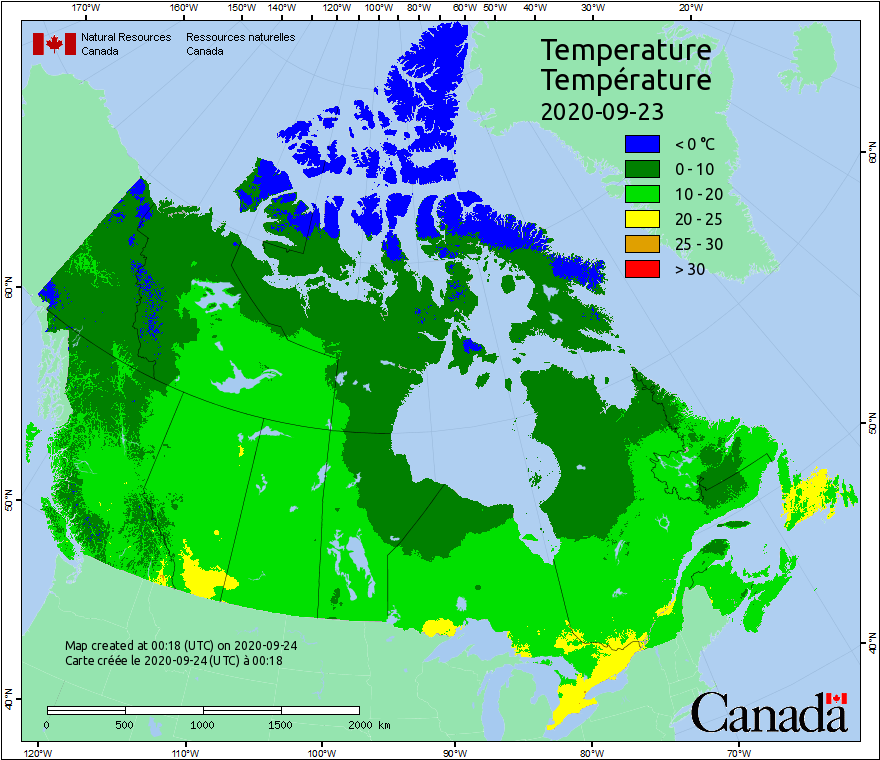 170°W 160°W 150°W 140°W 130°W 120°W 110°W 100°W 90°W 80°W 60°W 50°W 40°W 30°W 20°W
Natural Resources Ressources naturelles
Canada Canada
Temperature
Température
2020-09-23
< 0 °C
0 - 10
10 - 20
20 - 25
25 - 30
> 30
60°N 60°N
50°N 50°N
40°N 40°N
Map created at 00:18 (UTC) on 2020-09-24
Carte créée le 2020-09-24 (UTC) à 00:18
0 500 1000 1500 2000 km
Canada
120°W 110°W 100°W 90°W 80°W 70°W